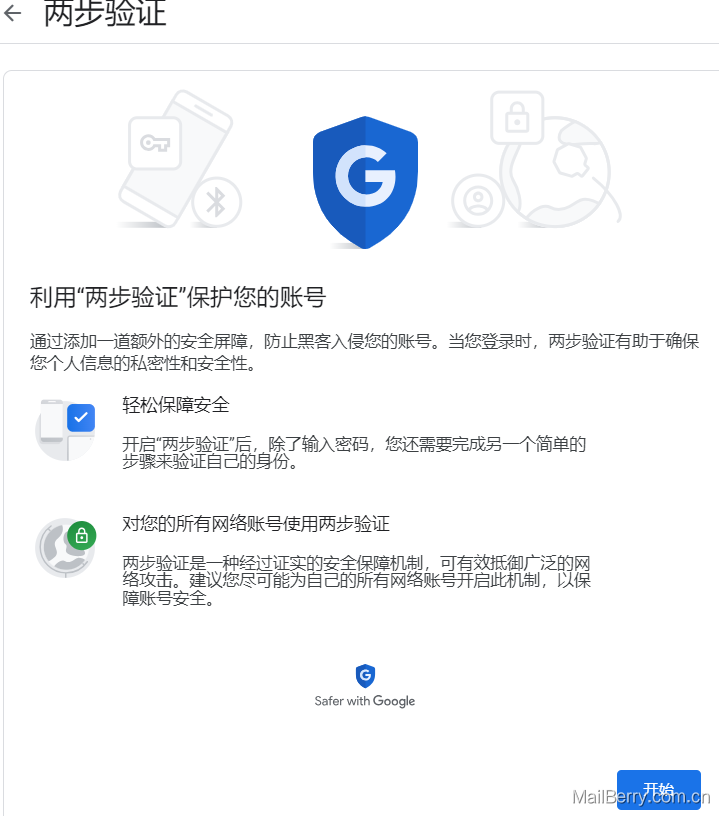 两步验证
利用“两步验证”保护您的账号
通过添加一道额外的安全屏障，防止黑客入侵您的账号。当您登录时，两步验证有助于确保
您个人信息的私密性和安全性。
轻松保障安全
开启“两步验证”后，除了输入密码，您还需要完成另一个简单的
步骤来验证自己的身份。
对您的所有网络账号使用两步验证
两步验证是一种经过证实的安全保障机制，可有效抵御广泛的网
络攻击。建议您尽可能为自己的所有网络账号开启此机制，以保
障账号安全。
Safer with Google
开始
MailBerry.com.cn